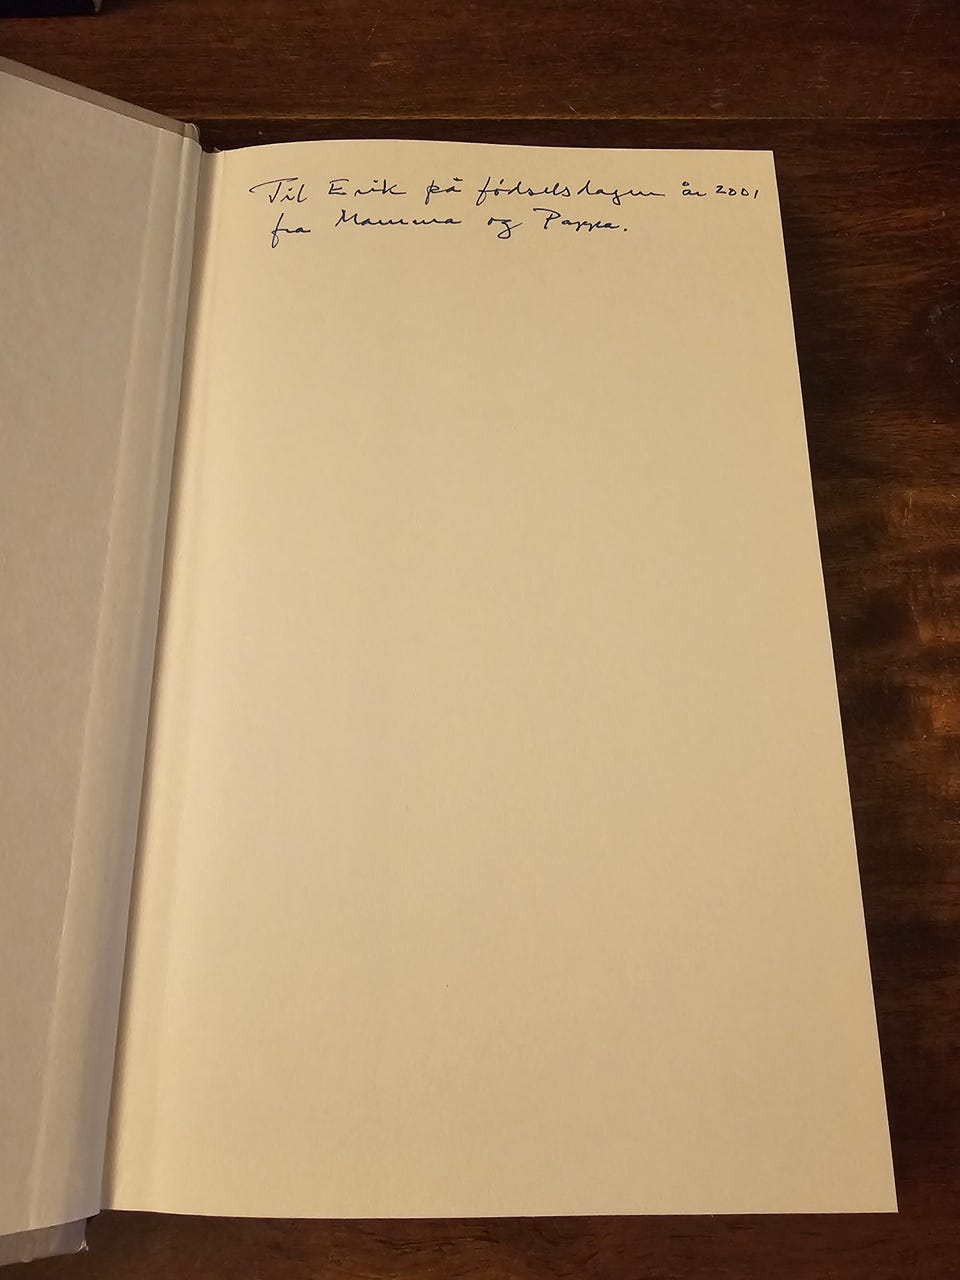 Til Erik på fødselsdagen år 2001
fra Mamma og Pappa.